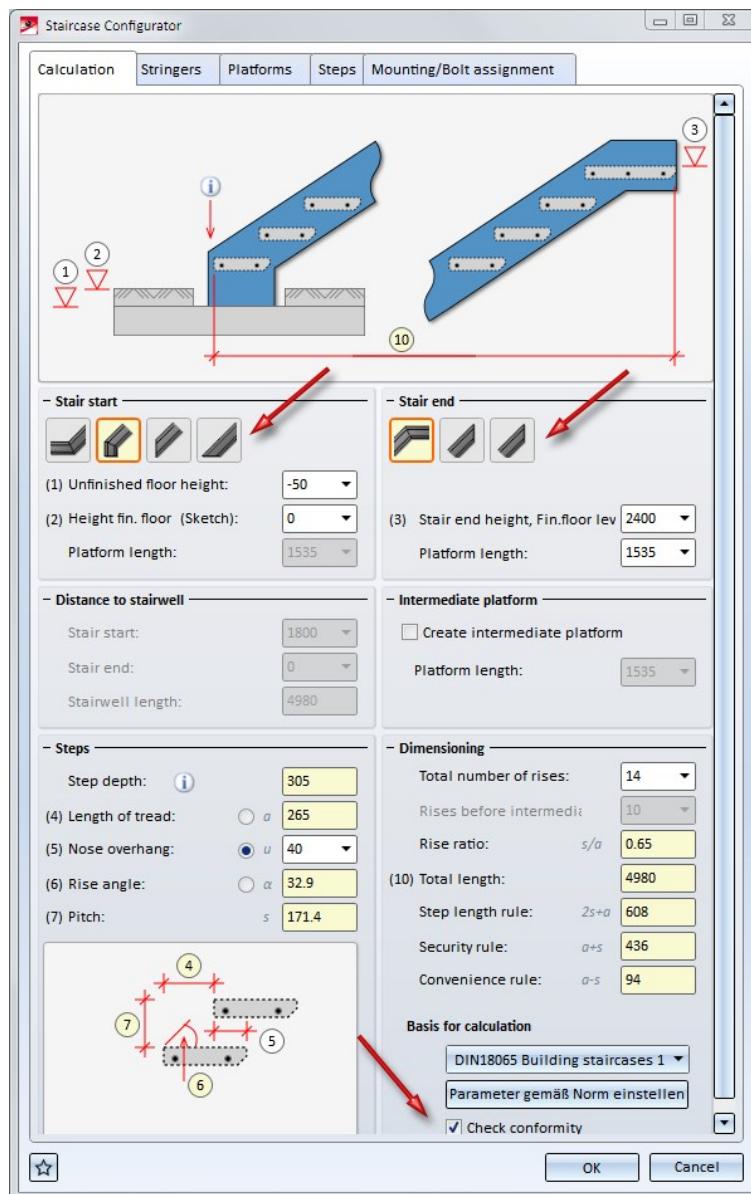 Staircase Configurator
Calculation Stringers Platforms Steps Mounting/Bolt assignment
3
i
2
1
10
Stair start
(1) Unfinished floor height: -50
(2) Height fin. floor (Sketch): 0
Platform length: 1535
Stair end
(3) Stair end height, Fin.floor lev 2400
Platform length: 1535
Distance to stairwell
Stair start: 1800
Stair end: 0
Stairwell length: 4980
Intermediate platform
Create intermediate platform
Platform length: 1535
Steps
Step depth: i 305
(4) Length of tread: a 265
(5) Nose overhang: u 40
(6) Rise angle: α 32.9
(7) Pitch: s 171.4
4
7
5
6
Dimensioning
Total number of rises: 14
Rises before intermedia 10
Rise ratio: s/a 0.65
(10) Total length: 4980
Step length rule: 2s+a 608
Security rule: a+s 436
Convenience rule: a-s 94
Basis for calculation
DIN18065 Building staircases 1
Parameter gemäß Norm einstellen
Check conformity
OK Cancel